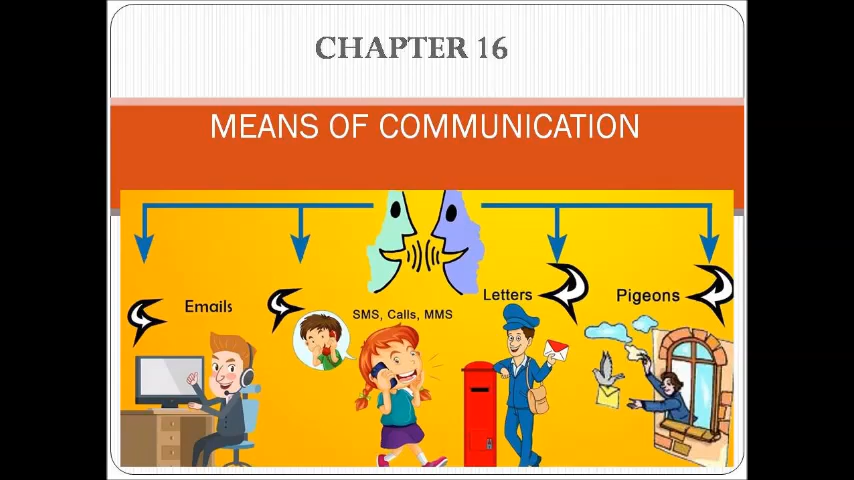 CHAPTER 16
MEANS OF COMMUNICATION
Emails
SMS, Calls, MMS
Letters
Pigeons